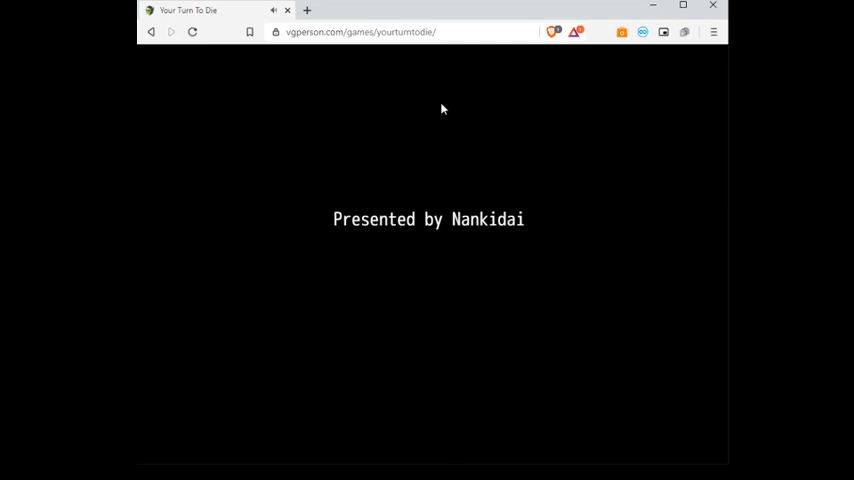 Your Turn To Die
vgperson.com/games/yourturntodie/
Presented by Nankidai